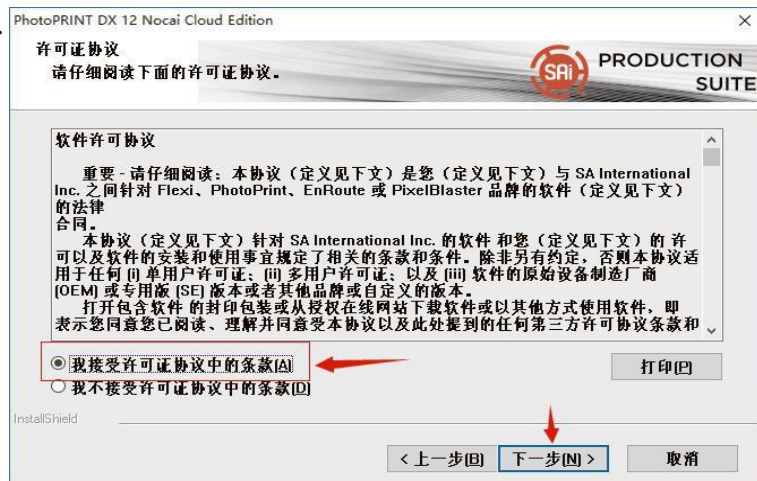 PhotoPRINT DX 12 Nocai Cloud Edition
许可证协议
请仔细阅读下面的许可证协议。
SAi
PRODUCTION
SUITE
软件许可协议
重要 - 请仔细阅读：本协议（定义见下文）是您（定义见下文）与 SA International
Inc. 之间针对 Flexi、PhotoPrint、EnRoute 或 PixelBlaster 品牌的软件（定义见下文）
的法律
合同。
本协议（定义见下文）针对 SA International Inc. 的软件 和您（定义见下文）的 许
可以及软件的安装和使用事宜规定了相关的条款和条件。除非另有约定，否则本协议适
用于任何 (i) 单用户许可证；(ii) 多用户许可证；以及 (iii) 软件的原始设备制造厂商
(OEM) 或专用版 (SE) 版本或者其他品牌或自定义的版本。
打开包含软件 的封印包装或从授权在线网站下载软件或以其他方式使用软件，即
表示您同意您已阅读、理解并同意受本协议以及此处提到的任何第三方许可协议条款和
我接受许可证协议中的条款(A)
打印(P)
我不接受许可证协议中的条款(D)
InstallShield
< 上一步(B)
下一步(N) >
取消